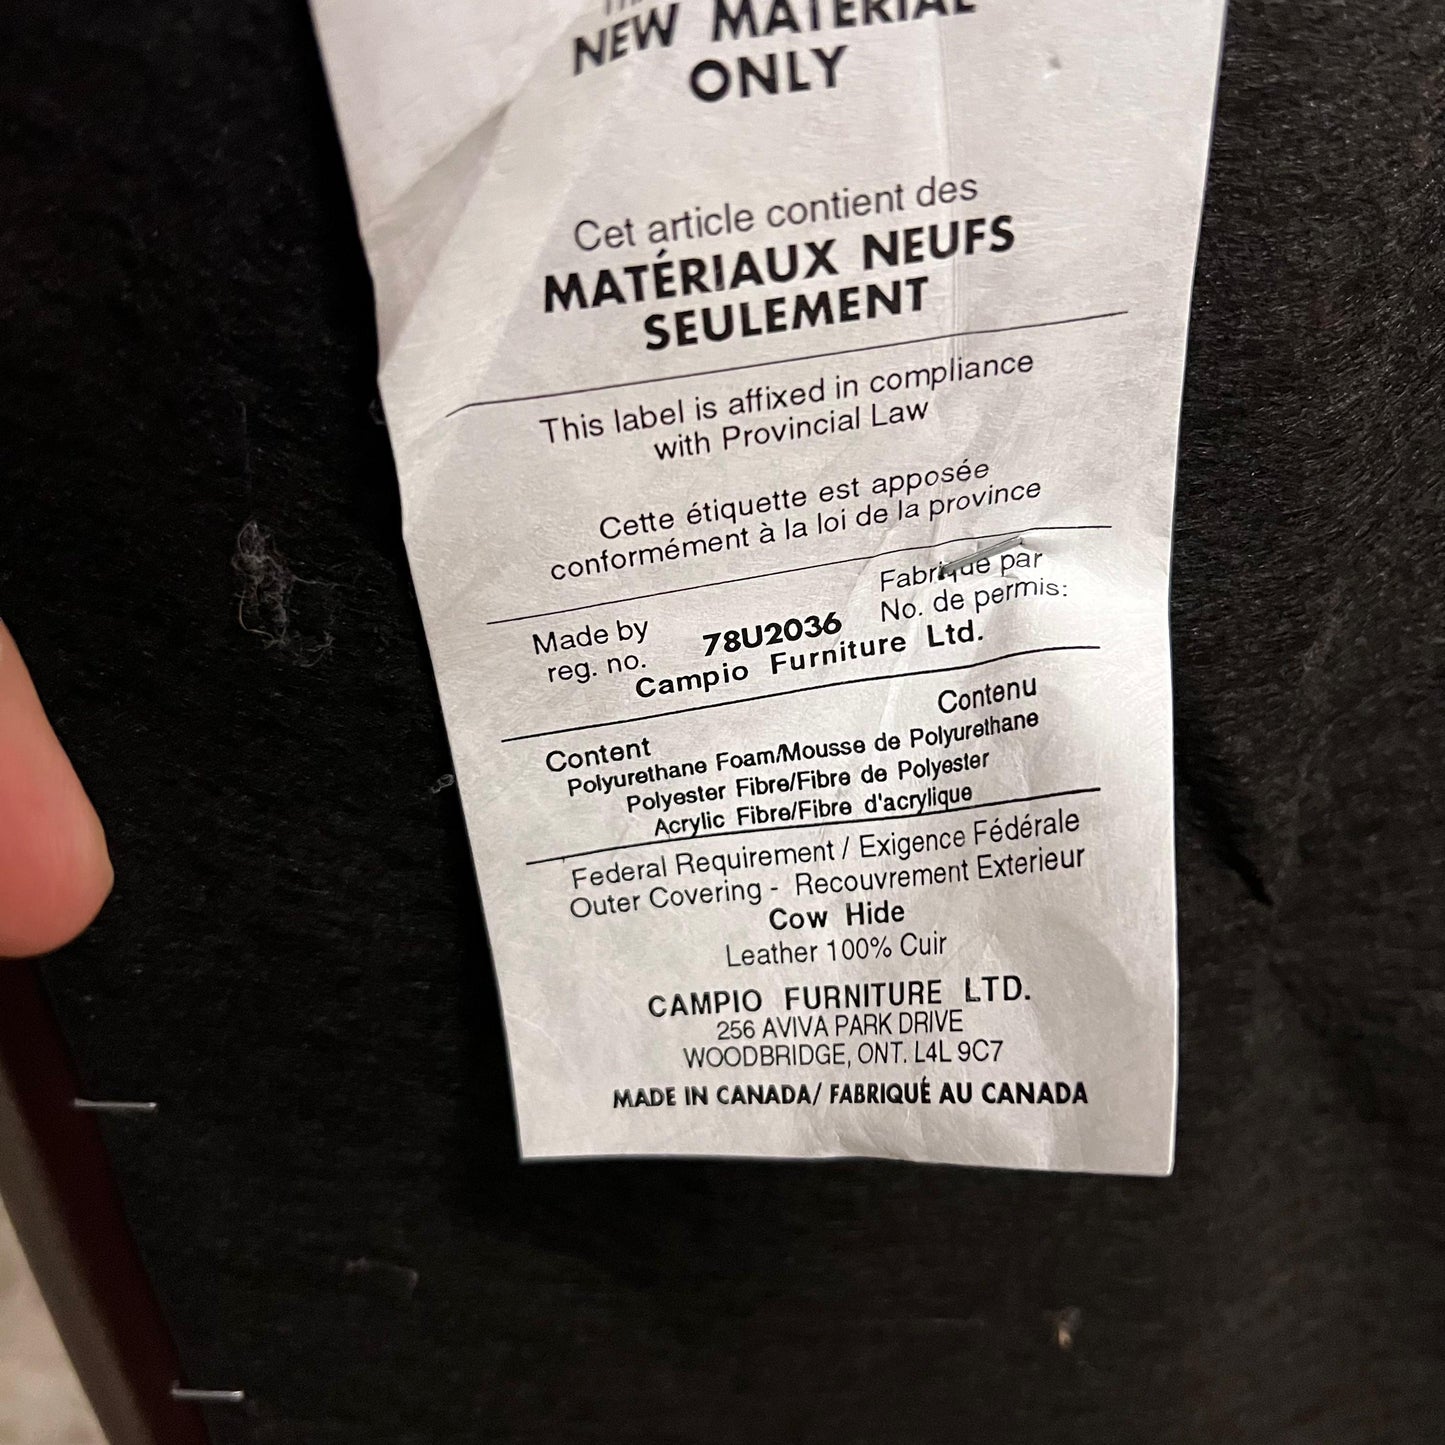 NEW MATERIAL
ONLY
Cet article contient des
MATÉRIAUX NEUFS
SEULEMENT
This label is affixed in compliance
with Provincial Law
Cette étiquette est apposée
conformément à la loi de la province
Made by
reg. no.
78U2036
Fabriqué par
No. de permis:
Campio Furniture Ltd.
Content
Contenu
Polyurethane Foam/Mousse de Polyurethane
Polyester Fibre/Fibre de Polyester
Acrylic Fibre/Fibre d'acrylique
Federal Requirement / Exigence Fédérale
Outer Covering - Recouvrement Exterieur
Cow Hide
Leather 100% Cuir
CAMPIO FURNITURE LTD.
256 AVIVA PARK DRIVE
WOODBRIDGE, ONT. L4L 9C7
MADE IN CANADA/ FABRIQUÉ AU CANADA